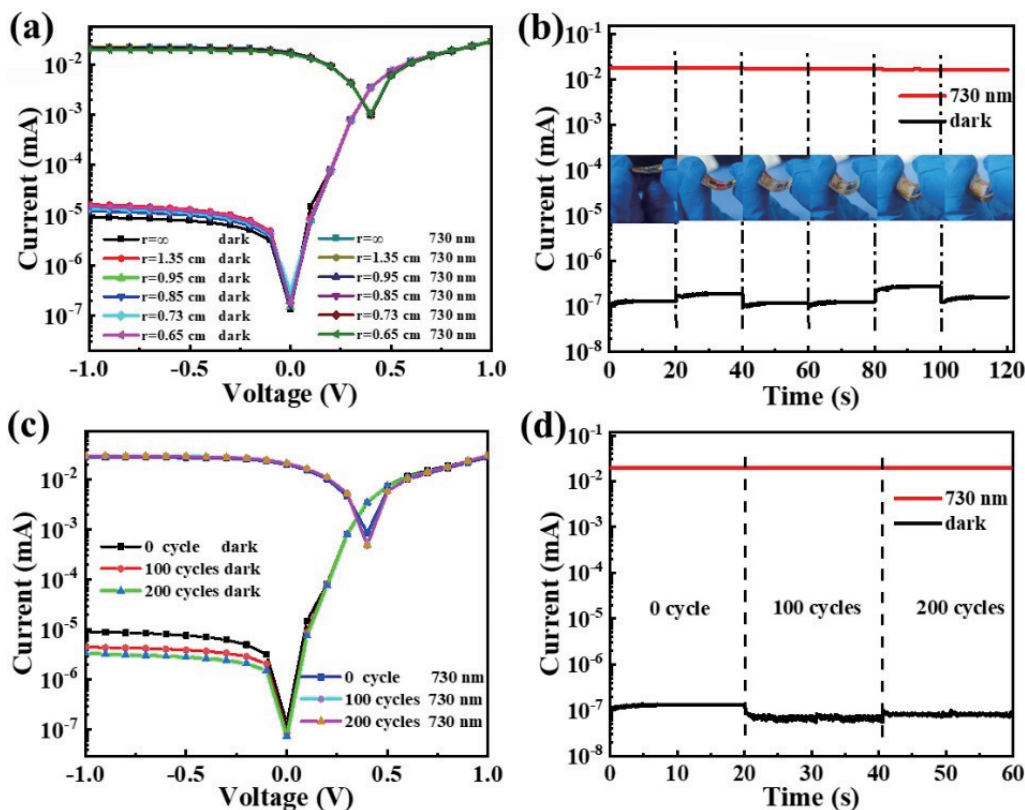 (a)
Current (mA)
10⁻²
10⁻³
10⁻⁴
10⁻⁵
10⁻⁶
10⁻⁷
r=∞ dark
r=1.35 cm dark
r=0.95 cm dark
r=0.85 cm dark
r=0.73 cm dark
r=0.65 cm dark
r=∞ 730 nm
r=1.35 cm 730 nm
r=0.95 cm 730 nm
r=0.85 cm 730 nm
r=0.73 cm 730 nm
r=0.65 cm 730 nm
-1.0 -0.5 0.0 0.5 1.0
Voltage (V)
(b)
Current (mA)
10⁻¹
10⁻²
10⁻³
10⁻⁴
10⁻⁵
10⁻⁶
10⁻⁷
10⁻⁸
730 nm
dark
0 20 40 60 80 100 120
Time (s)
(c)
Current (mA)
10⁻²
10⁻³
10⁻⁴
10⁻⁵
10⁻⁶
10⁻⁷
0 cycle dark
100 cycles dark
200 cycles dark
0 cycle 730 nm
100 cycles 730 nm
200 cycles 730 nm
-1.0 -0.5 0.0 0.5 1.0
Voltage (V)
(d)
Current (mA)
10⁻¹
10⁻²
10⁻³
10⁻⁴
10⁻⁵
10⁻⁶
10⁻⁷
10⁻⁸
730 nm
dark
0 cycle 100 cycles 200 cycles
0 10 20 30 40 50 60
Time (s)